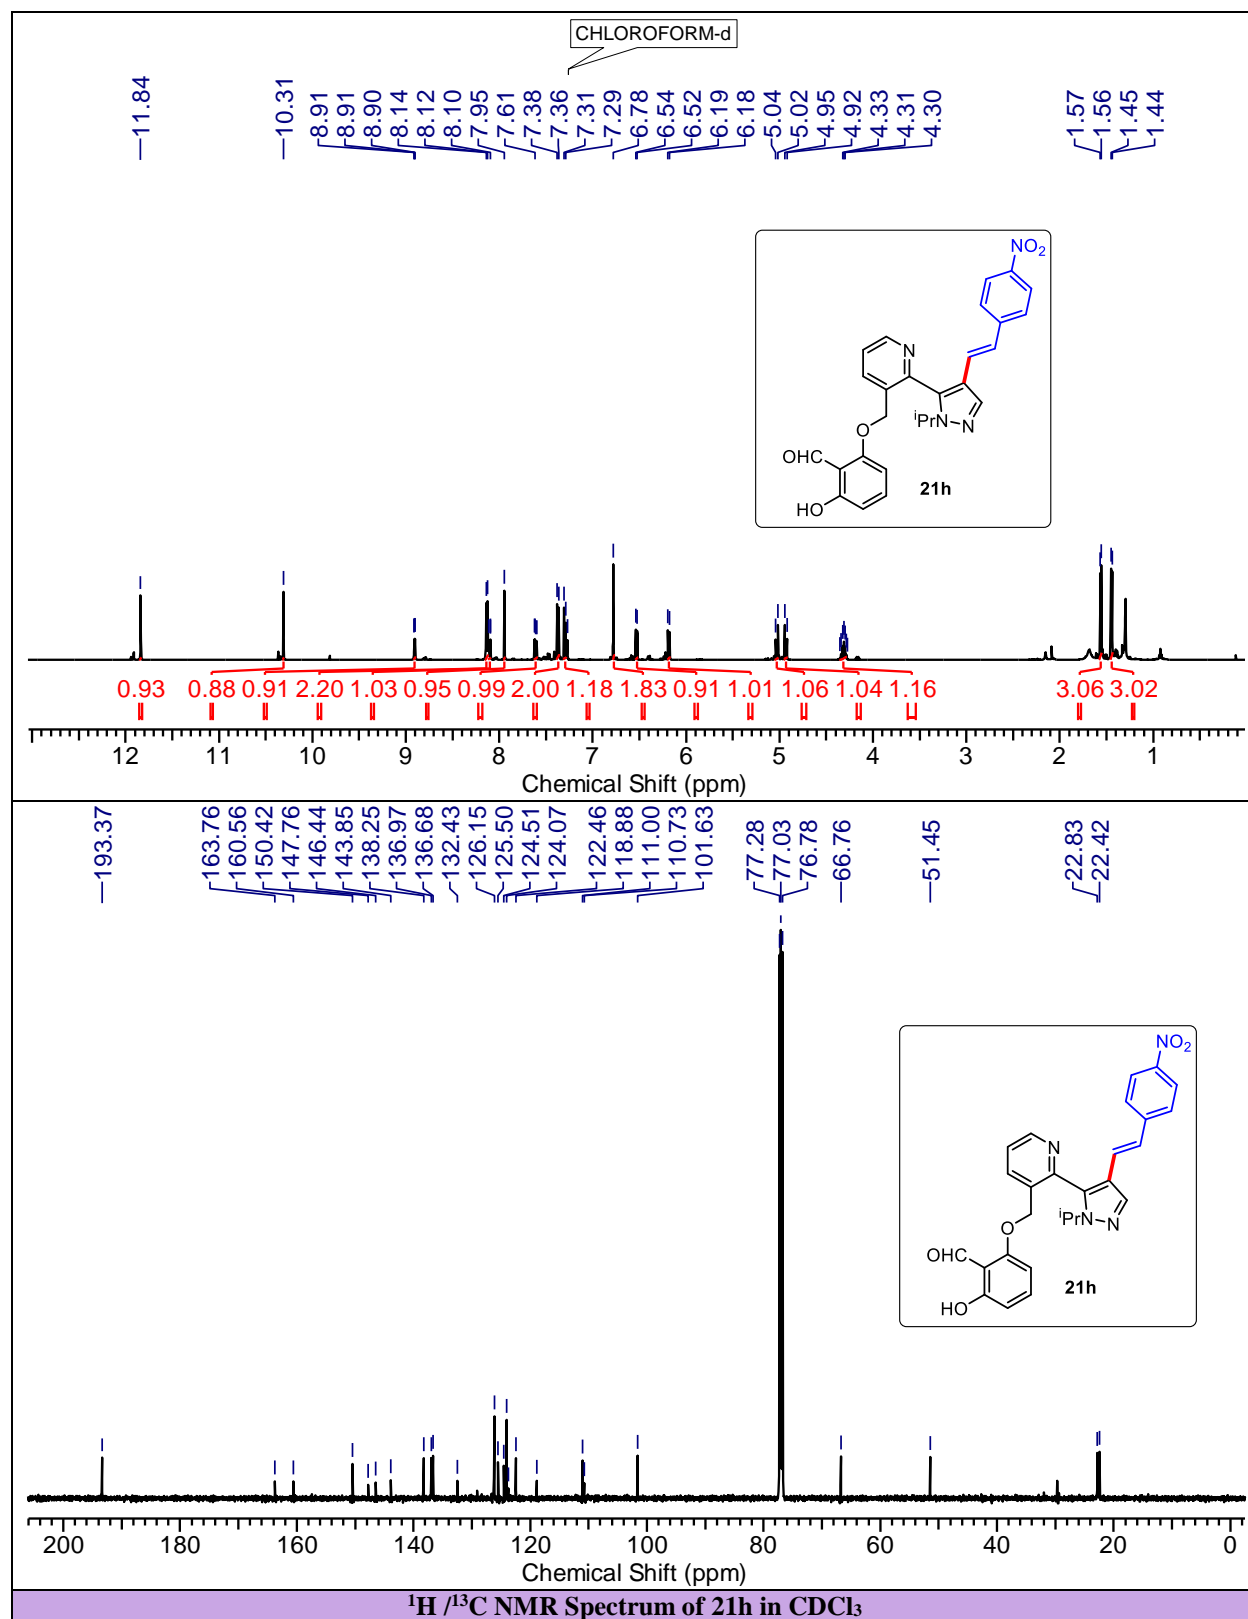 CHLOROFORM-d
11.84 10.31 8.91 8.91 8.90 8.14 8.12 8.10 7.95 7.61 7.38 7.36 7.31 7.29 6.78 6.54 6.52 6.19 6.18 5.04 5.02 4.95 4.92 4.33 4.31 4.30 1.57 1.56 1.45 1.44
NO2
N
iPr N N
O
OHC
21h
HO
0.93 0.88 0.91 2.20 1.03 0.95 0.99 2.00 1.18 1.83 0.91 1.01 1.06 1.04 1.16 3.06 3.02
12 11 10 9 8 7 6 5 4 3 2 1
Chemical Shift (ppm)
193.37 163.76 160.56 150.42 147.76 146.44 143.85 138.25 136.97 136.68 132.43 126.15 125.50 124.51 124.07 122.46 118.88 111.00 110.73 101.63 77.28 77.03 76.78 66.76 51.45 22.83 22.42
NO2
N
iPr N N
O
OHC
21h
HO
200 180 160 140 120 100 80 60 40 20 0
Chemical Shift (ppm)
¹H /¹³C NMR Spectrum of 21h in CDCl₃